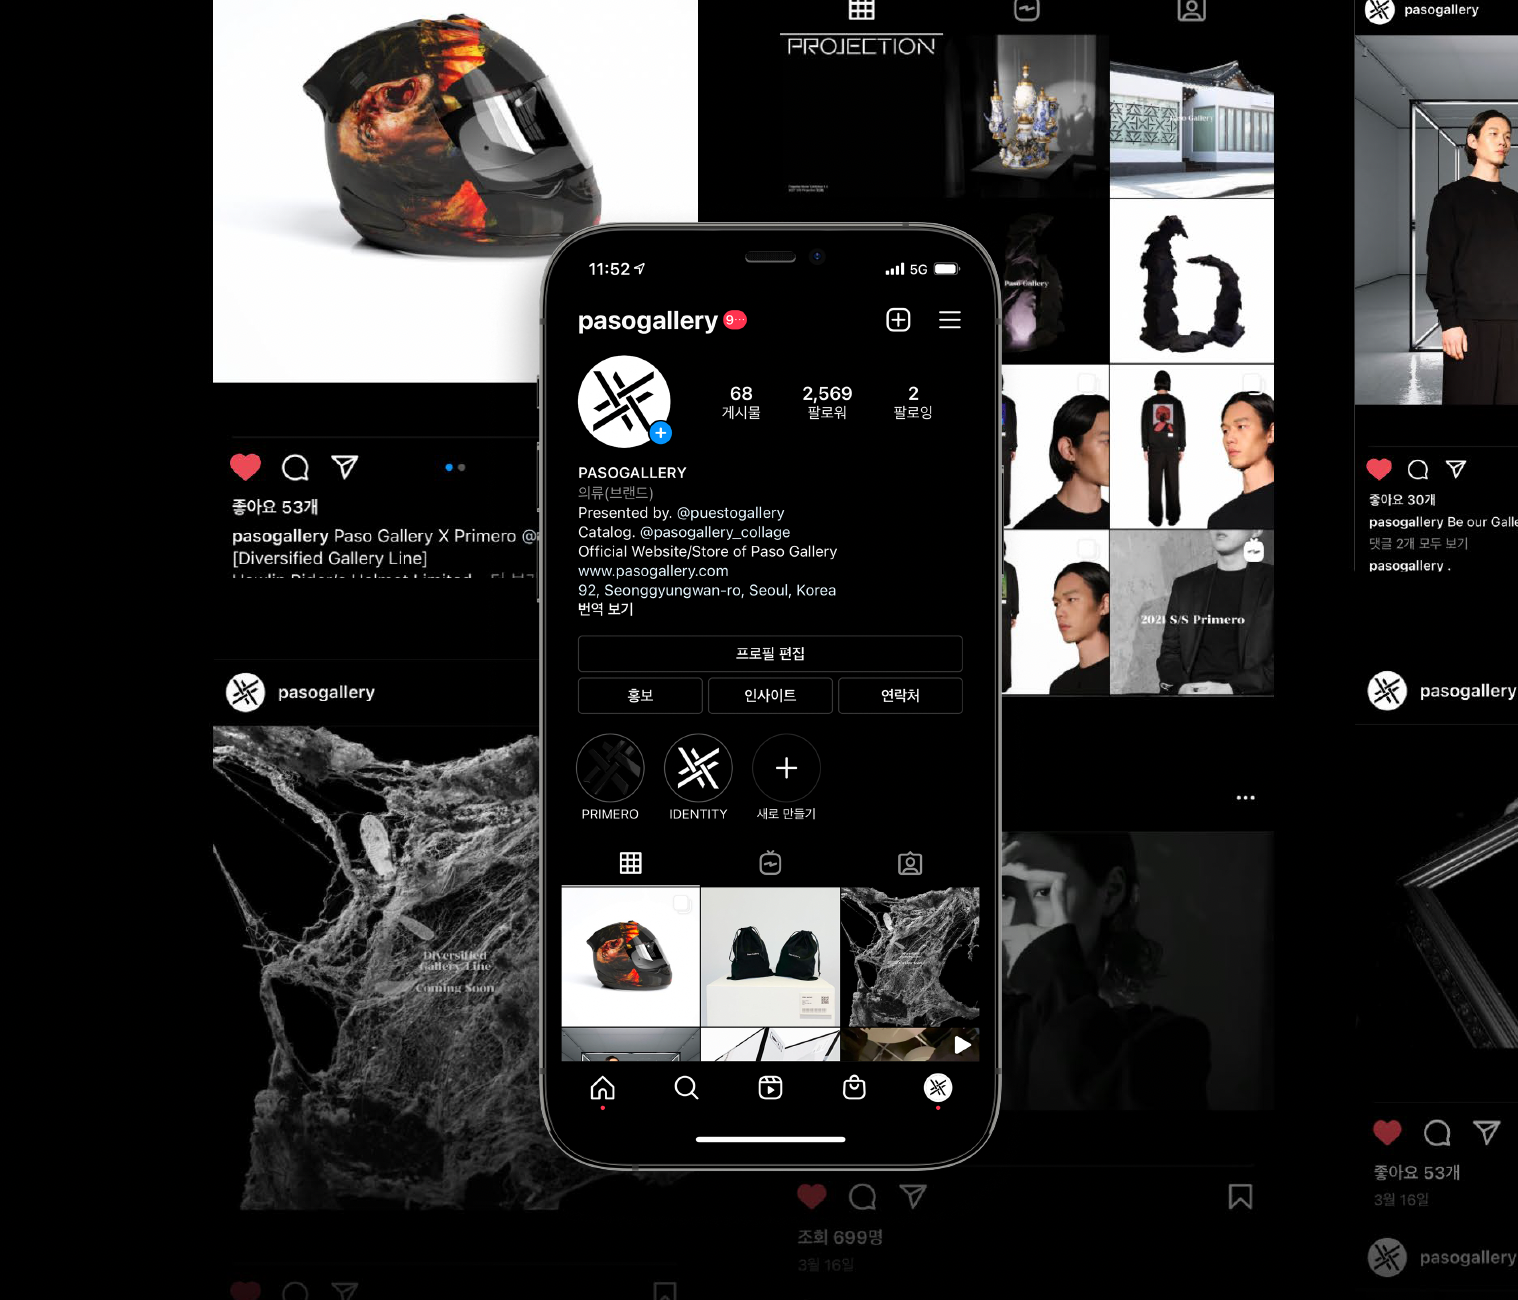 좋아요 53개
pasogallery Paso Gallery X Primero @
[Diversified Gallery Line]
pasogallery
Diversified
Gallery Line
Coming Soon
PROJECTION
Paso Gallery
Paso Gallery
2021 S/S Primero
조회 699명
3월 16일
11:52
5G
pasogallery 9...
68
2,569
2
게시물
팔로워
팔로잉
PASOGALLERY
의류(브랜드)
Presented by. @puestogallery
Catalog. @pasogallery_collage
Official Website/Store of Paso Gallery
www.pasogallery.com
92, Seonggyungwan-ro, Seoul, Korea
번역 보기
프로필 편집
홍보
인사이트
연락처
PRIMERO
IDENTITY
새로 만들기
pasogallery
좋아요 30개
pasogallery Be our Galle
댓글 2개 모두 보기
pasogallery .
pasogallery
좋아요 53개
3월 16일
pasogallery